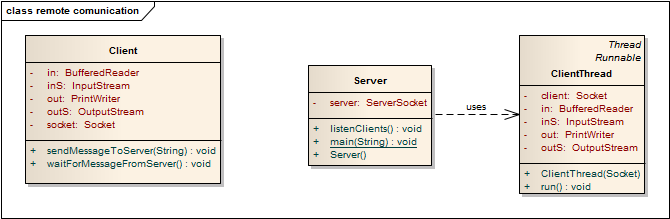 class remote comunication
Client
- in: BufferedReader
- inS: InputStream
- out: PrintWriter
- outS: OutputStream
- socket: Socket
+ sendMessageToServer(String) : void
+ waitForMessageFromServer() : void
Server
- server: ServerSocket
+ listenClients() : void
+ main(String) : void
+ Server()
uses
Thread
Runnable
ClientThread
- client: Socket
- in: BufferedReader
- inS: InputStream
- out: PrintWriter
- outS: OutputStream
+ ClientThread(Socket)
+ run() : void